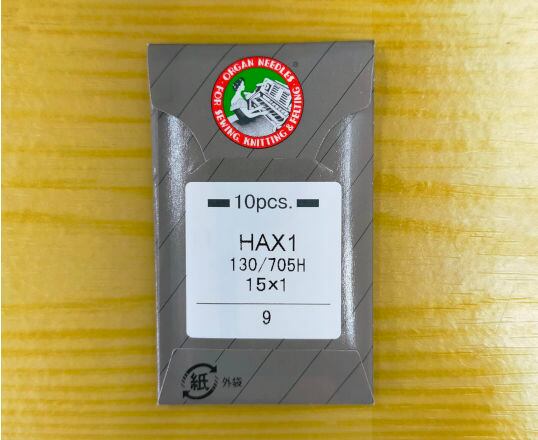 ORGAN NEEDLES
®
FOR SEWING, KNITTING & FELTING.
10pcs.
HAX1
130/705H
15×1
9
紙 外袋